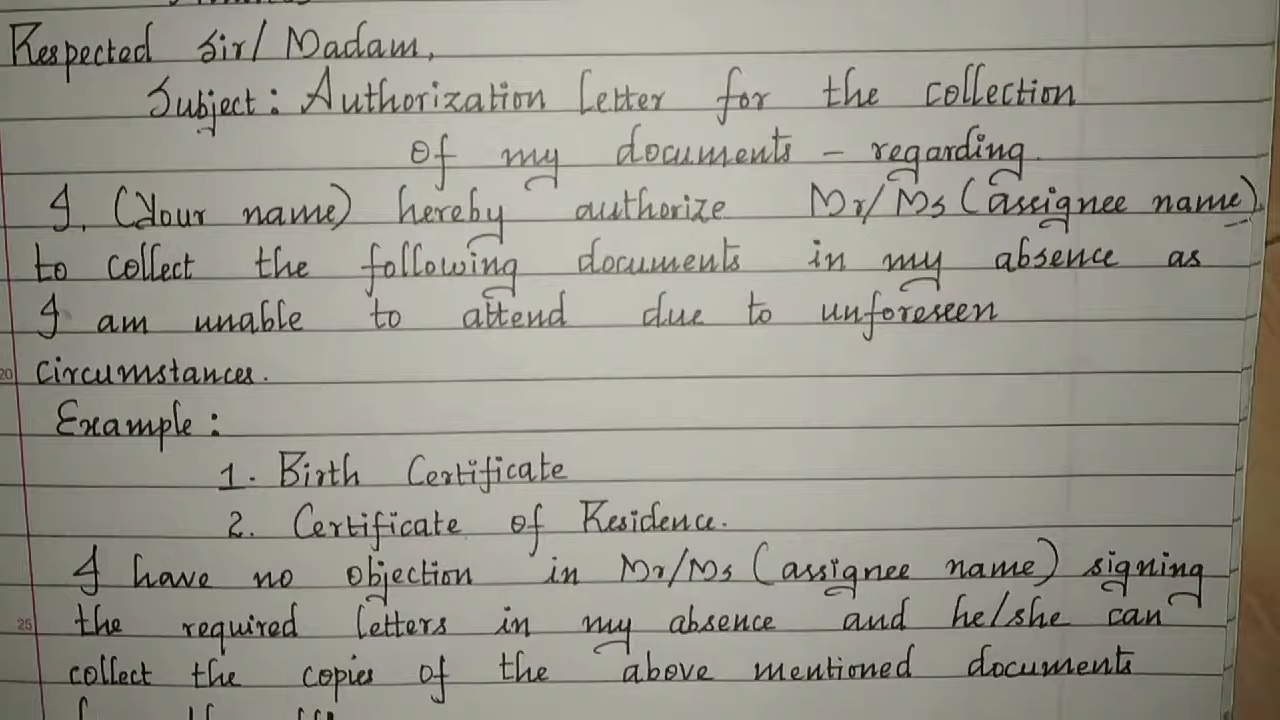 Respected Sir/ Madam,
Subject: Authorization Letter for the collection
Of my documents - regarding.
I, (Your name) hereby authorize Mr/Ms (assignee name)
to collect the following documents in my absence as
I am unable to attend due to unforeseen
20 circumstances.
Example:
1. Birth Certificate
2. Certificate of Residence.
I have no objection in Mr/Ms (assignee name) signing
25 the required letters in my absence and he/she can
collect the copies of the above mentioned documents